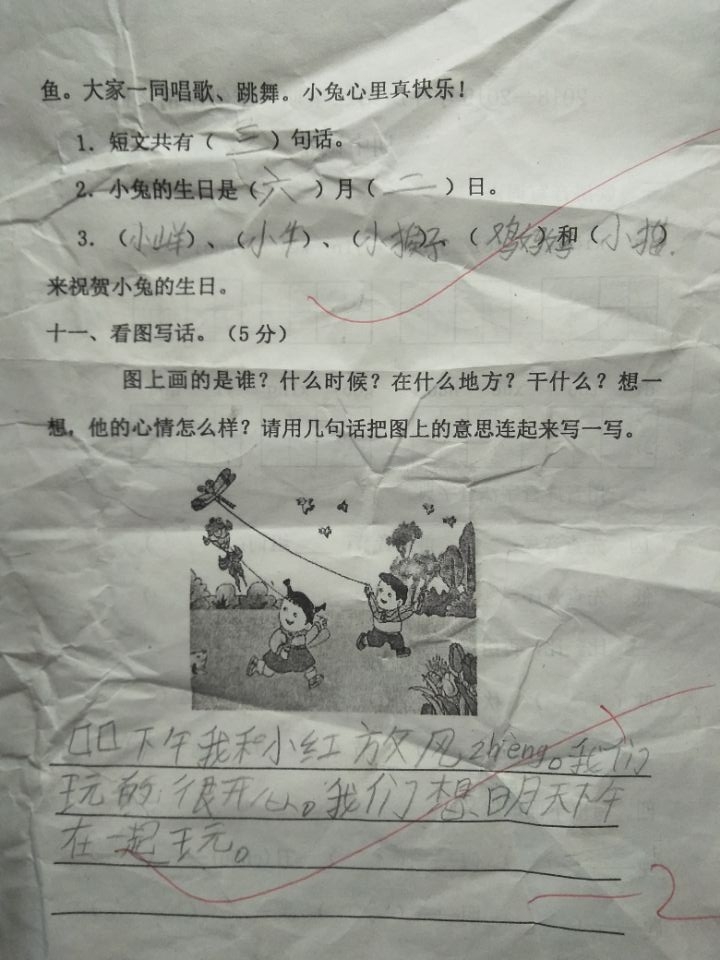 鱼。大家一同唱歌、跳舞。小兔心里真快乐！
1．短文共有（三）句话。
2．小兔的生日是（六）月（二）日。
3．（小羊）、（小牛）、（小猴子）、（鸡妈妈）和（小猫）
来祝贺小兔的生日。
十一、看图写话。（5分）
图上画的是谁？什么时候？在什么地方？干什么？想一
想，他的心情怎么样？请用几句话把图上的意思连起来写一写。
口口下午我和小红放风zheng。我们
玩的很开心。我们想明天下午
在一起玩。
—2